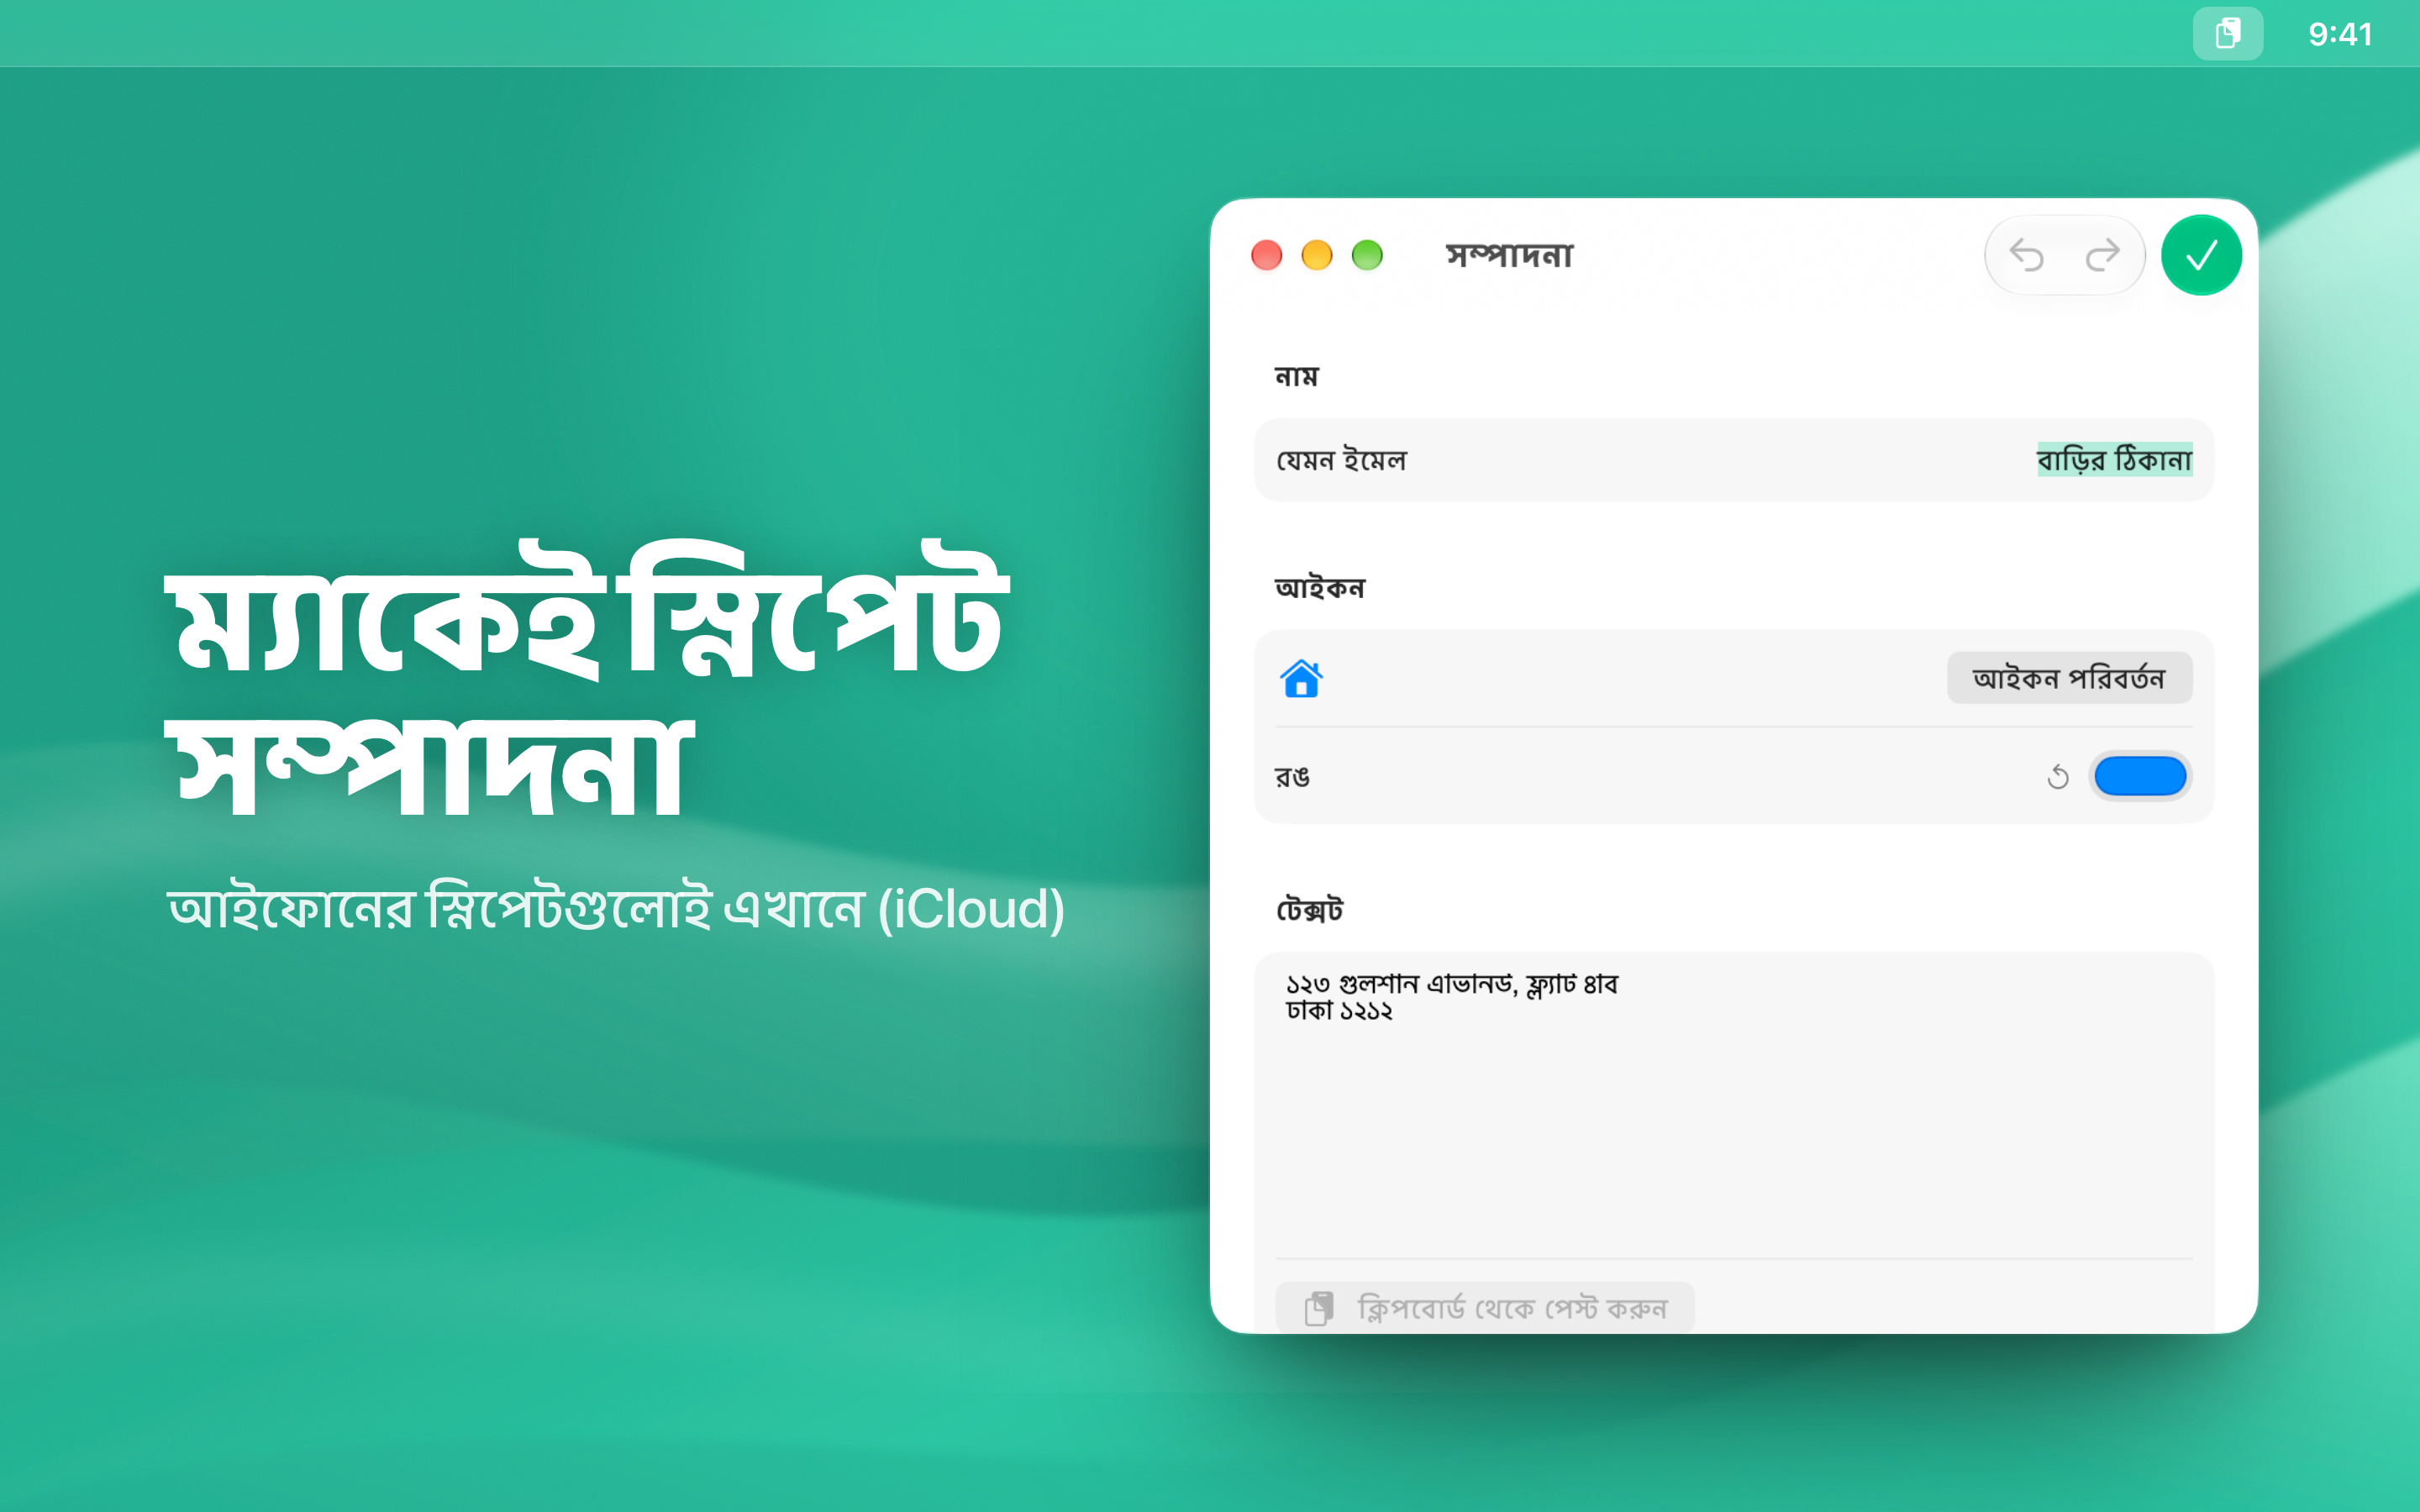 9:41
ম্যাকেই স্নিপেট
সম্পাদনা
আইফোনের স্নিপেটগুলোই এখানে (iCloud)
সম্পাদনা
নাম
যেমন ইমেল
বাড়ির ঠিকানা
আইকন
আইকন পরিবর্তন
রঙ
টেক্সট
১২৩ গুলশান এভিনিউ, ফ্ল্যাট ৪বি
ঢাকা ১২১২
ক্লিপবোর্ড থেকে পেস্ট করুন